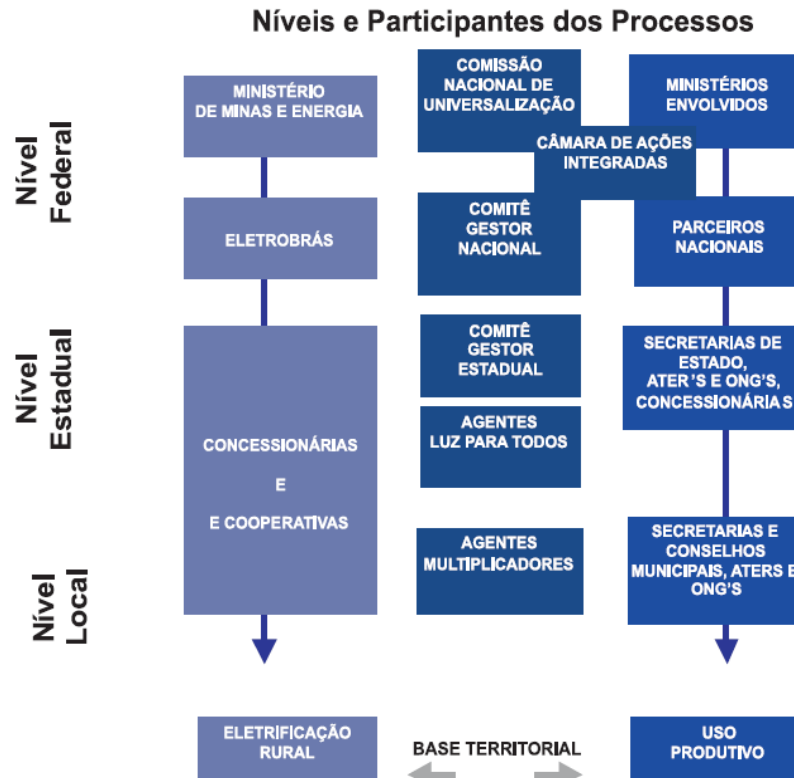 Níveis e Participantes dos Processos
Nível
Federal
MINISTÉRIO
DE MINAS E ENERGIA
COMISSÃO
NACIONAL DE
UNIVERSALIZAÇÃO
MINISTÉRIOS
ENVOLVIDOS
CÂMARA DE AÇÕES
INTEGRADAS
ELETROBRÁS
COMITÊ
GESTOR
NACIONAL
PARCEIROS
NACIONAIS
Nível
Estadual
CONCESSIONÁRIAS
E
E COOPERATIVAS
COMITÊ
GESTOR
ESTADUAL
SECRETARIAS DE
ESTADO,
ATER'S E ONG'S,
CONCESSIONÁRIAS
AGENTES
LUZ PARA TODOS
Nível
Local
AGENTES
MULTIPLICADORES
SECRETARIAS E
CONSELHOS
MUNICIPAIS, ATERS E
ONG'S
ELETRIFICAÇÃO
RURAL
BASE TERRITORIAL
USO
PRODUTIVO